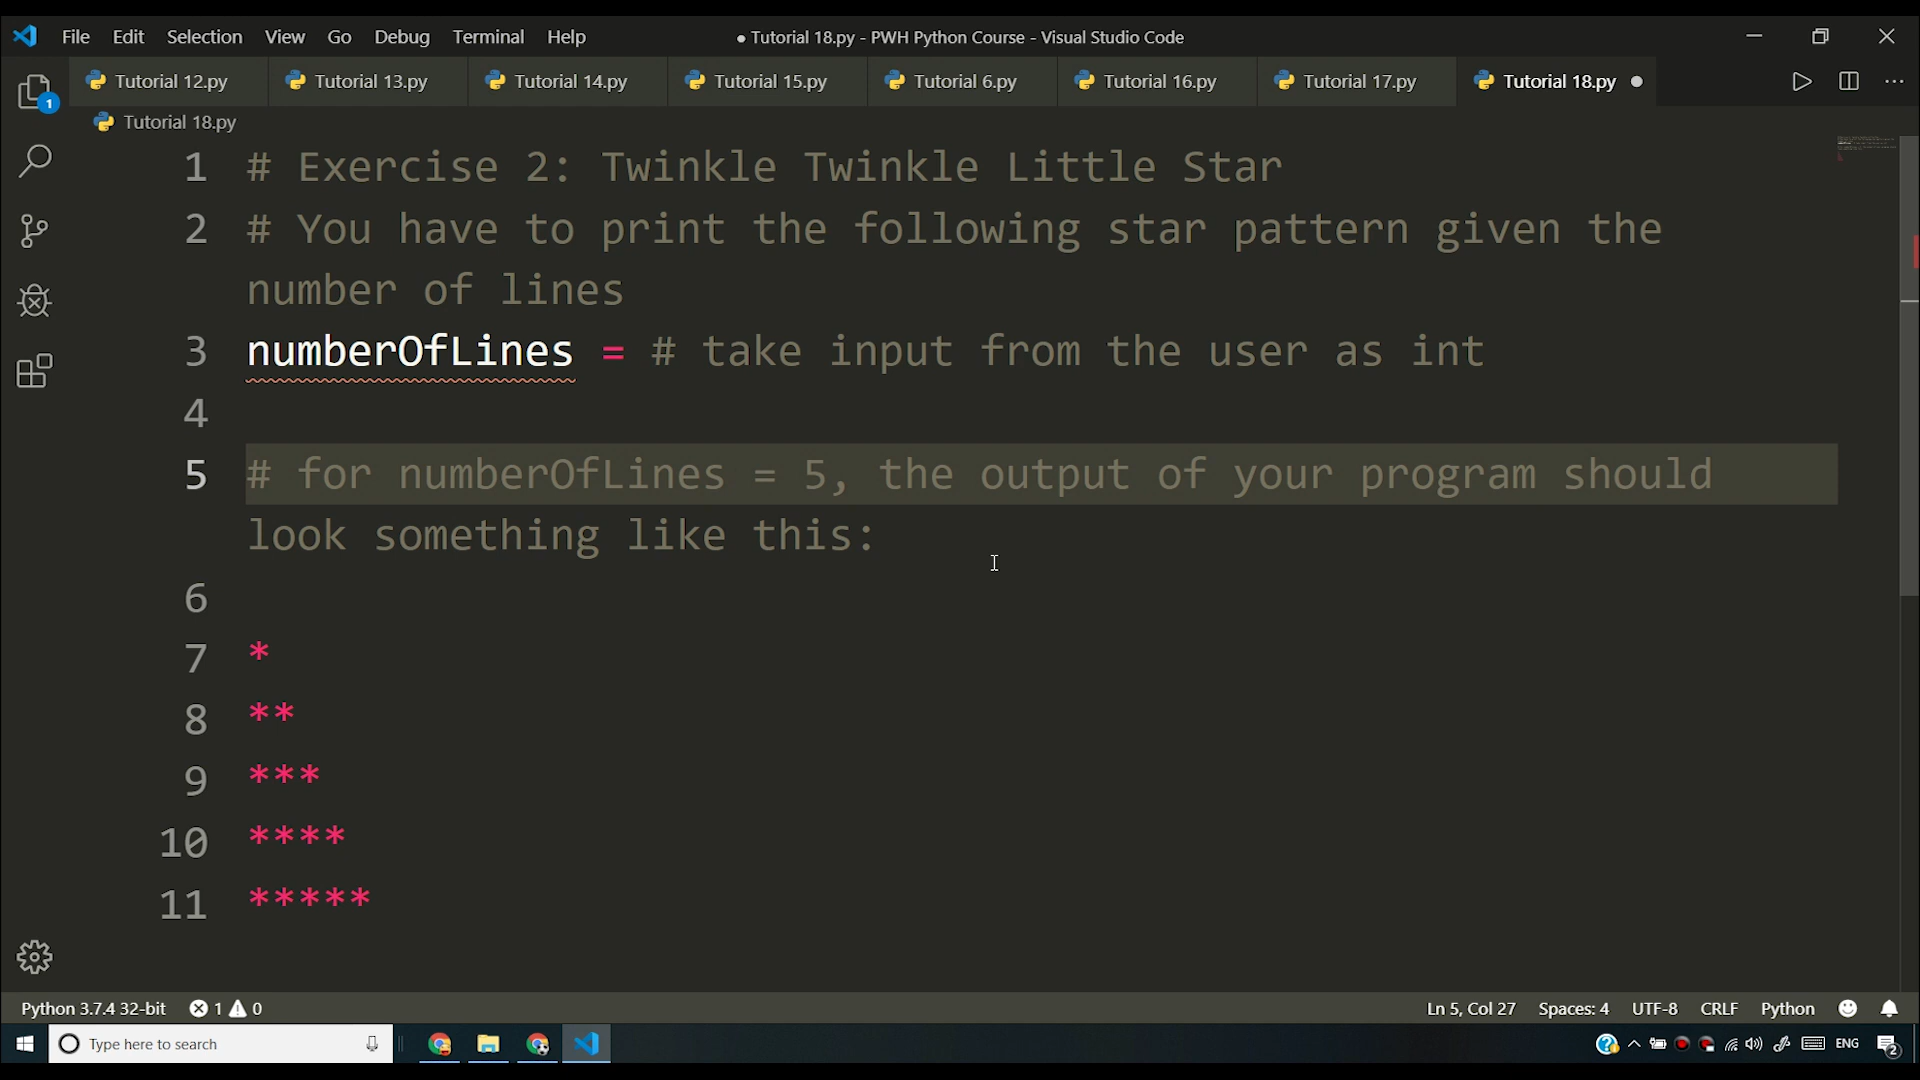 File Edit Selection View Go Debug Terminal Help ● Tutorial 18.py - PWH Python Course - Visual Studio Code
Tutorial 12.py Tutorial 13.py Tutorial 14.py Tutorial 15.py Tutorial 6.py Tutorial 16.py Tutorial 17.py Tutorial 18.py ●
1
Tutorial 18.py
1 # Exercise 2: Twinkle Twinkle Little Star
2 # You have to print the following star pattern given the
number of lines
3 numberOfLines = # take input from the user as int
4
5 # for numberOfLines = 5, the output of your program should
look something like this:
6
7 *
8 **
9 ***
10 ****
11 *****
Python 3.7.4 32-bit 1 0 Ln 5, Col 27 Spaces: 4 UTF-8 CRLF Python
Type here to search ENG 2